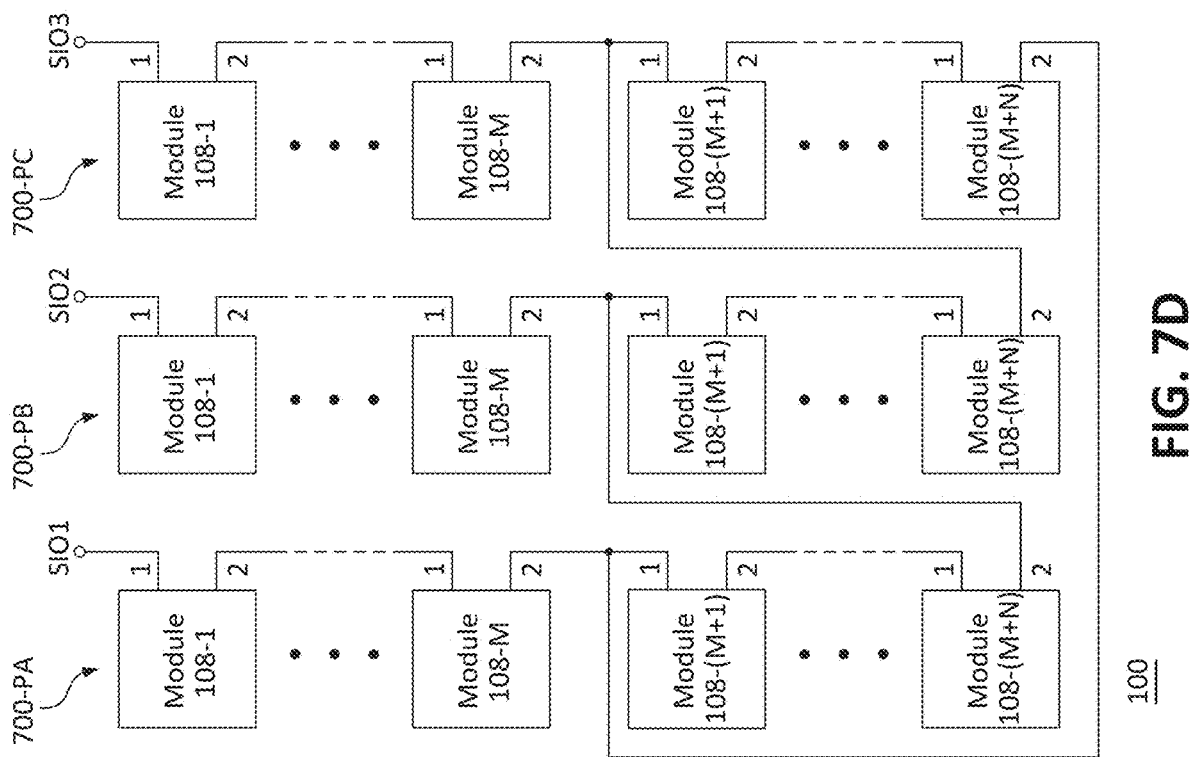 700-PA
SIO1
Module
108-1
1
2
Module
108-M
1
2
Module
108-(M+1)
1
2
Module
108-(M+N)
1
2
700-PB
SIO2
Module
108-1
1
2
Module
108-M
1
2
Module
108-(M+1)
1
2
Module
108-(M+N)
1
2
700-PC
SIO3
Module
108-1
1
2
Module
108-M
1
2
Module
108-(M+1)
1
2
Module
108-(M+N)
1
2
100
FIG. 7D